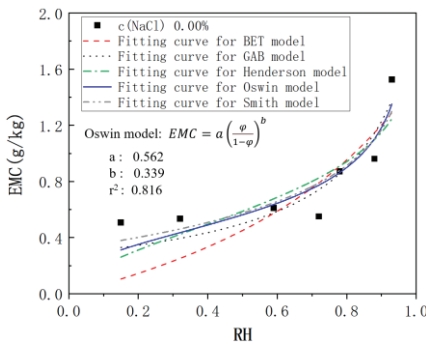 c(NaCl) 0.00%
Fitting curve for BET model
Fitting curve for GAB model
Fitting curve for Henderson model
Fitting curve for Oswin model
Fitting curve for Smith model
Oswin model: EMC = a(φ/(1−φ))^b
a: 0.562
b: 0.339
r²: 0.816
EMC(g/kg)
2.0
1.6
1.2
0.8
0.4
0.0
0.0 0.2 0.4 0.6 0.8 1.0
RH